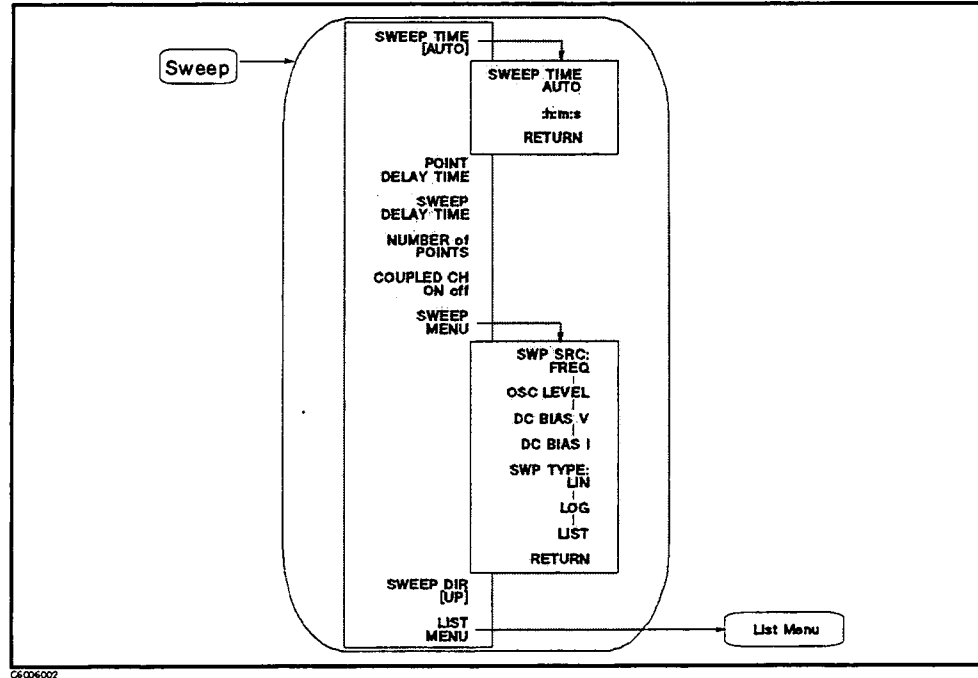 Sweep
SWEEP TIME
[AUTO]
SWEEP TIME
AUTO
:h:m:s
RETURN
POINT
DELAY TIME
SWEEP
DELAY TIME
NUMBER of
POINTS
COUPLED CH
ON off
SWEEP
MENU
SWP SRC:
FREQ
OSC LEVEL
DC BIAS V
DC BIAS I
SWP TYPE:
LIN
LOG
LIST
RETURN
SWEEP DIR
[UP]
LIST
MENU
List Menu
C6006002